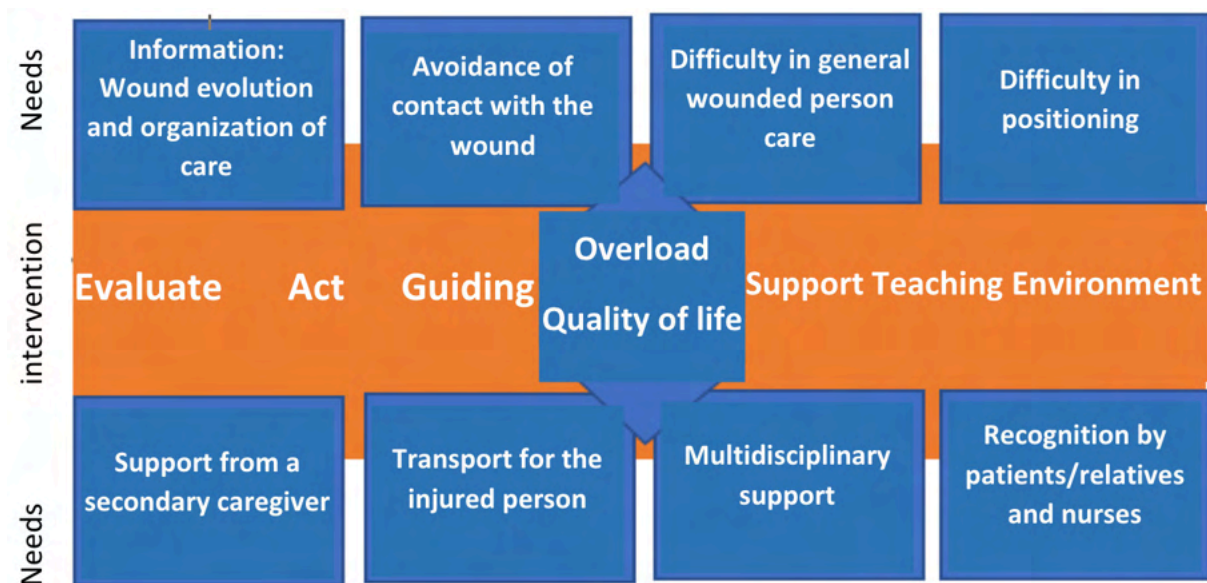 Needs
Information:
Wound evolution
and organization of
care
Avoidance of
contact with the
wound
Difficulty in general
wounded person
care
Difficulty in
positioning
intervention
Evaluate Act Guiding
Overload
Quality of life
Support Teaching Environment
Needs
Support from a
secondary caregiver
Transport for the
injured person
Multidisciplinary
support
Recognition by
patients/relatives
and nurses